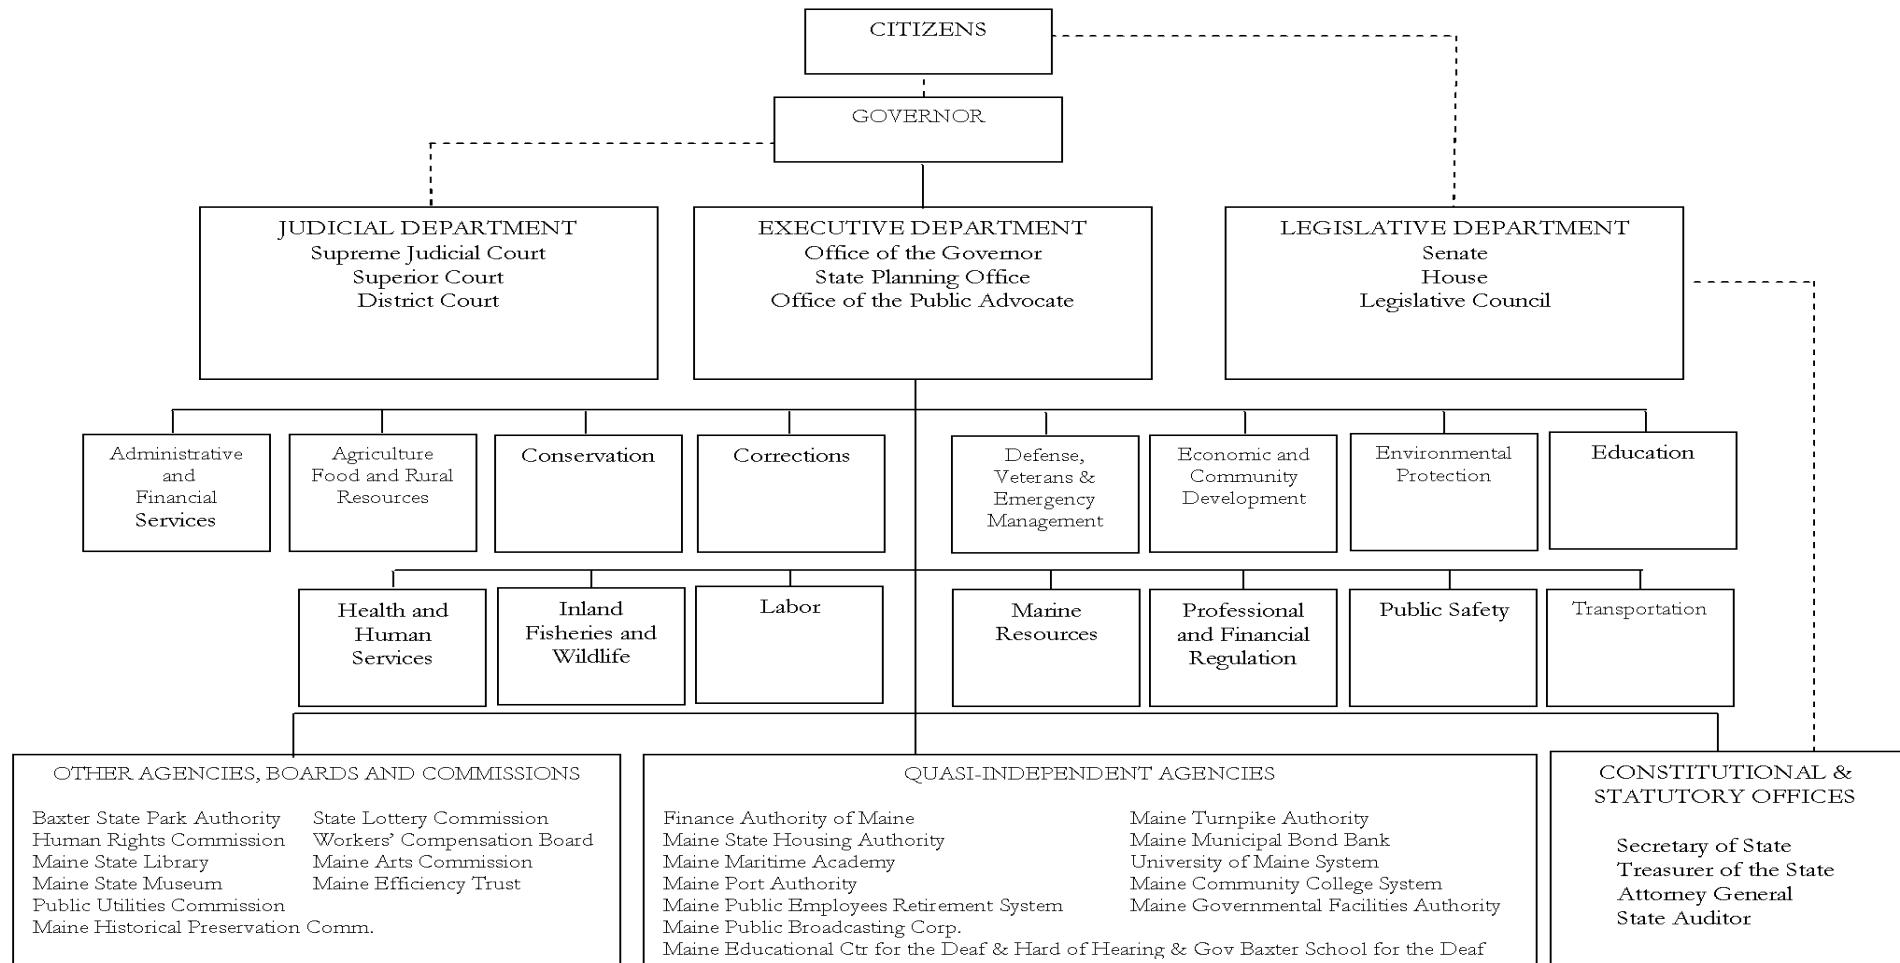 CITIZENS
GOVERNOR
JUDICIAL DEPARTMENT
Supreme Judicial Court
Superior Court
District Court
EXECUTIVE DEPARTMENT
Office of the Governor
State Planning Office
Office of the Public Advocate
LEGISLATIVE DEPARTMENT
Senate
House
Legislative Council
Administrative
and
Financial
Services
Agriculture
Food and Rural
Resources
Conservation
Corrections
Defense,
Veterans &
Emergency
Management
Economic and
Community
Development
Environmental
Protection
Education
Health and
Human
Services
Inland
Fisheries and
Wildlife
Labor
Marine
Resources
Professional
and Financial
Regulation
Public Safety
Transportation
OTHER AGENCIES, BOARDS AND COMMISSIONS
Baxter State Park Authority
Human Rights Commission
Maine State Library
Maine State Museum
Public Utilities Commission
Maine Historical Preservation Comm.
State Lottery Commission
Workers' Compensation Board
Maine Arts Commission
Maine Efficiency Trust
QUASI-INDEPENDENT AGENCIES
Finance Authority of Maine
Maine State Housing Authority
Maine Maritime Academy
Maine Port Authority
Maine Public Employees Retirement System
Maine Public Broadcasting Corp.
Maine Educational Ctr for the Deaf & Hard of Hearing & Gov Baxter School for the Deaf
Maine Turnpike Authority
Maine Municipal Bond Bank
University of Maine System
Maine Community College System
Maine Governmental Facilities Authority
CONSTITUTIONAL &
STATUTORY OFFICES
Secretary of State
Treasurer of the State
Attorney General
State Auditor